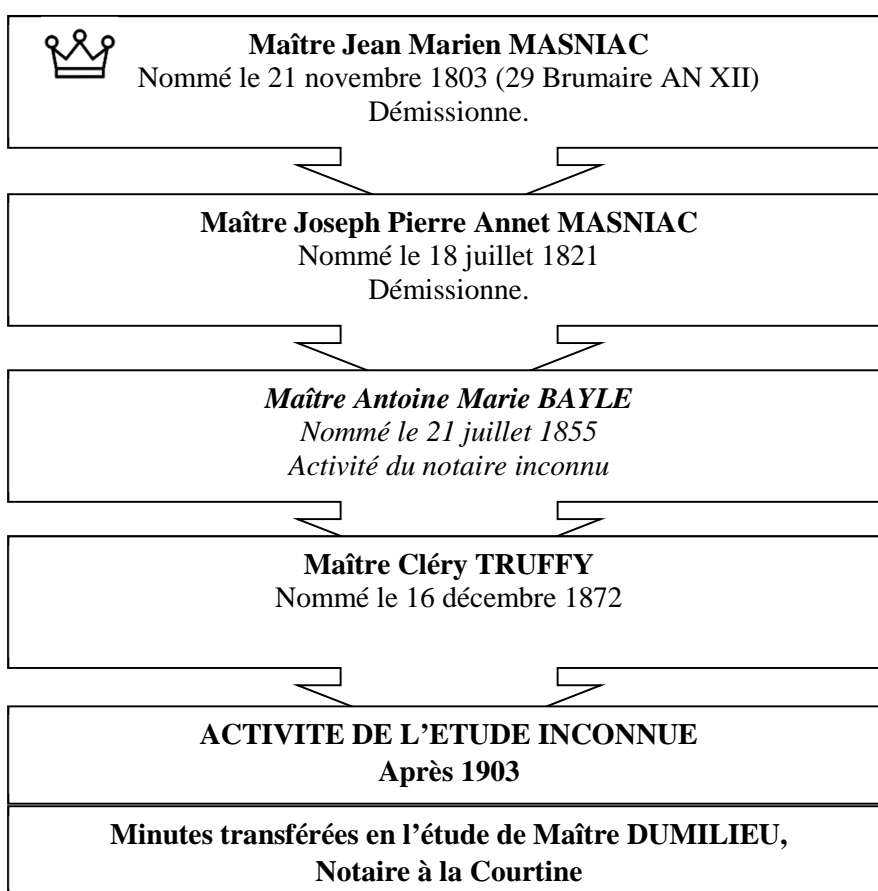 Maître Jean Marien MASNIAC
Nommé le 21 novembre 1803 (29 Brumaire AN XII)
Démissionne.
Maître Joseph Pierre Annet MASNIAC
Nommé le 18 juillet 1821
Démissionne.
Maître Antoine Marie BAYLE
Nommé le 21 juillet 1855
Activité du notaire inconnu
Maître Cléry TRUFFY
Nommé le 16 décembre 1872
ACTIVITE DE L’ETUDE INCONNUE
Après 1903
Minutes transférées en l’étude de Maître DUMILIEU,
Notaire à la Courtine